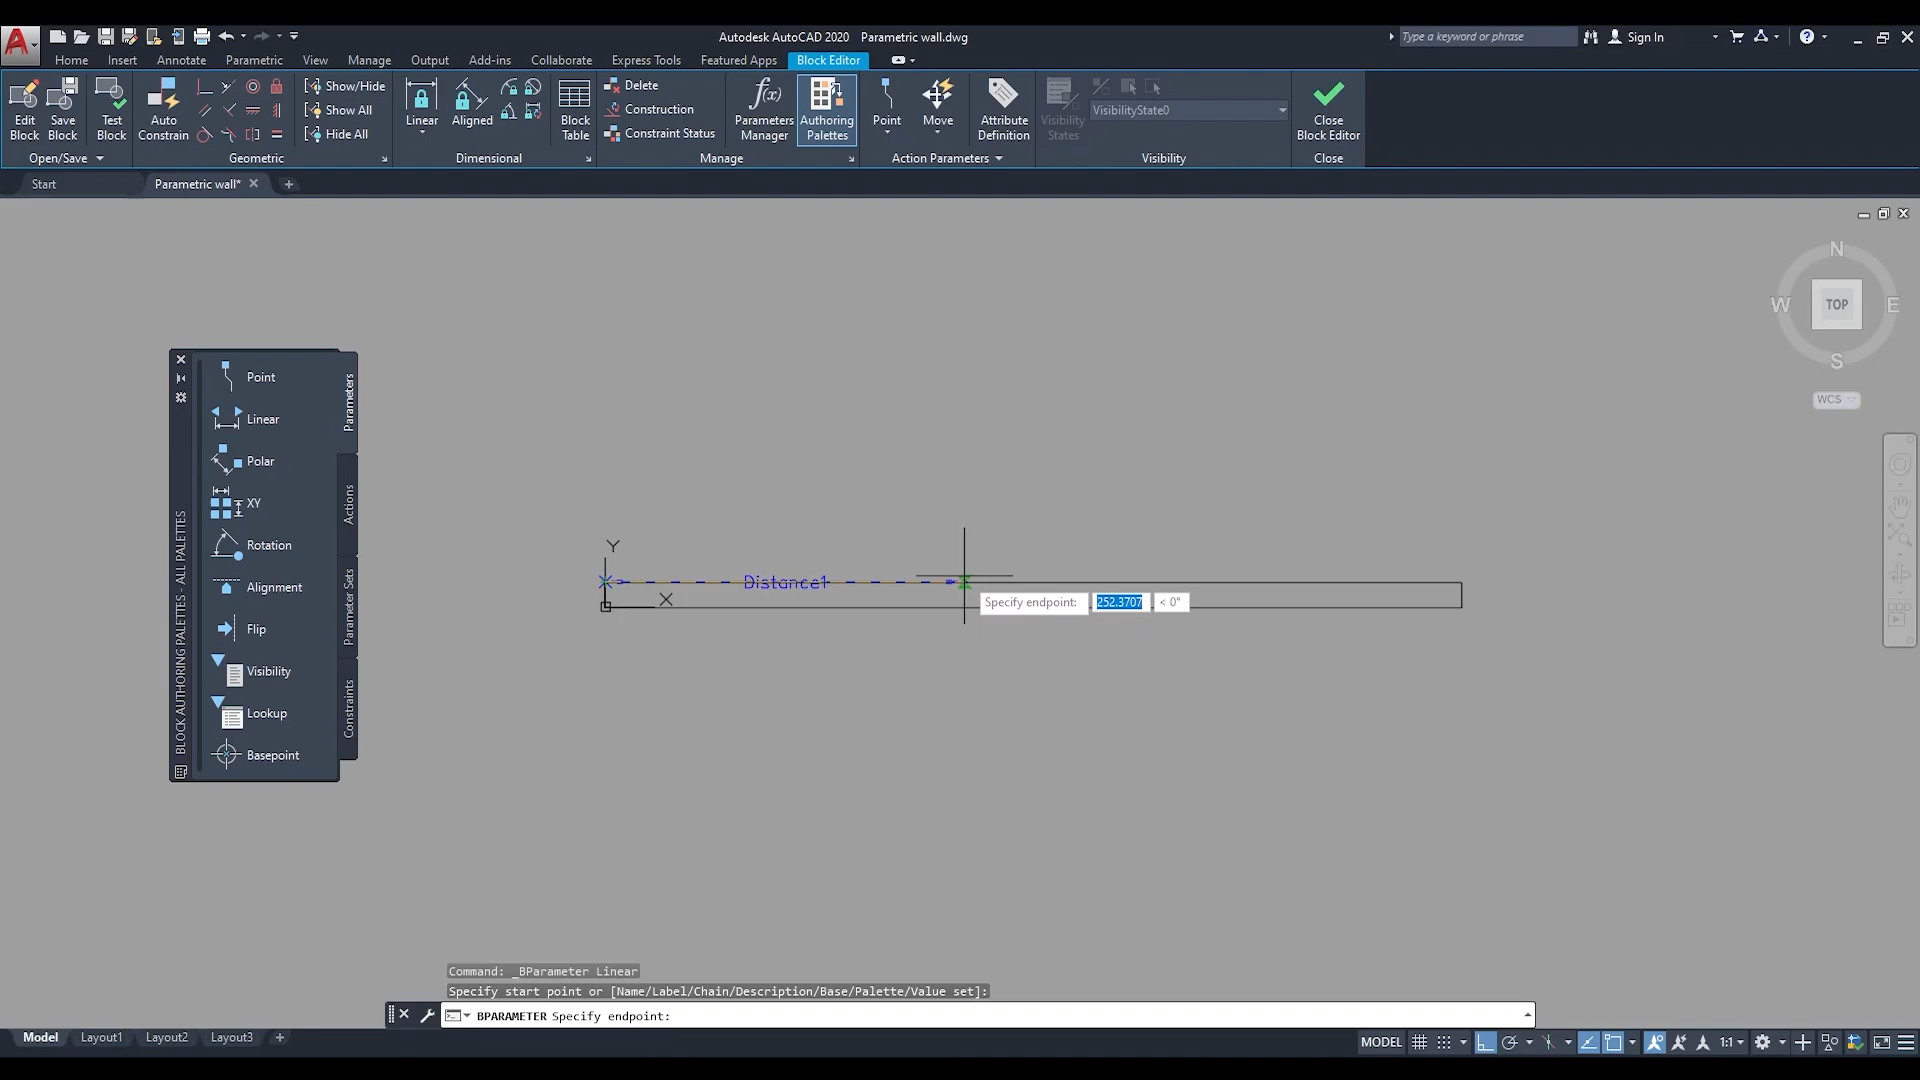 Autodesk AutoCAD 2020 Parametric wall.dwg
Type a keyword or phrase
Sign In
Home Insert Annotate Parametric View Manage Output Add-ins Collaborate Express Tools Featured Apps Block Editor
Edit Block
Save Block
Test Block
Auto Constrain
Show/Hide
Show All
Hide All
Linear
Aligned
Block Table
Delete
Construction
Constraint Status
Parameters Manager
Authoring Palettes
Point
Move
Attribute Definition
Visibility States
VisibilityState0
Close Block Editor
Open/Save Geometric Dimensional Manage Action Parameters Visibility Close
Start Parametric wall*
N
W TOP E
S
WCS
BLOCK AUTHORING PALETTES - ALL PALETTES
Point
Linear
Polar
XY
Rotation
Alignment
Flip
Visibility
Lookup
Basepoint
Parameters
Actions
Parameter Sets
Constraints
Y
Distance1
X
Specify endpoint: 252.3707 < 0°
Command: _BParameter Linear
Specify start point or [Name/Label/Chain/Description/Base/Palette/Value set]:
BPARAMETER Specify endpoint:
Model Layout1 Layout2 Layout3
MODEL 1:1